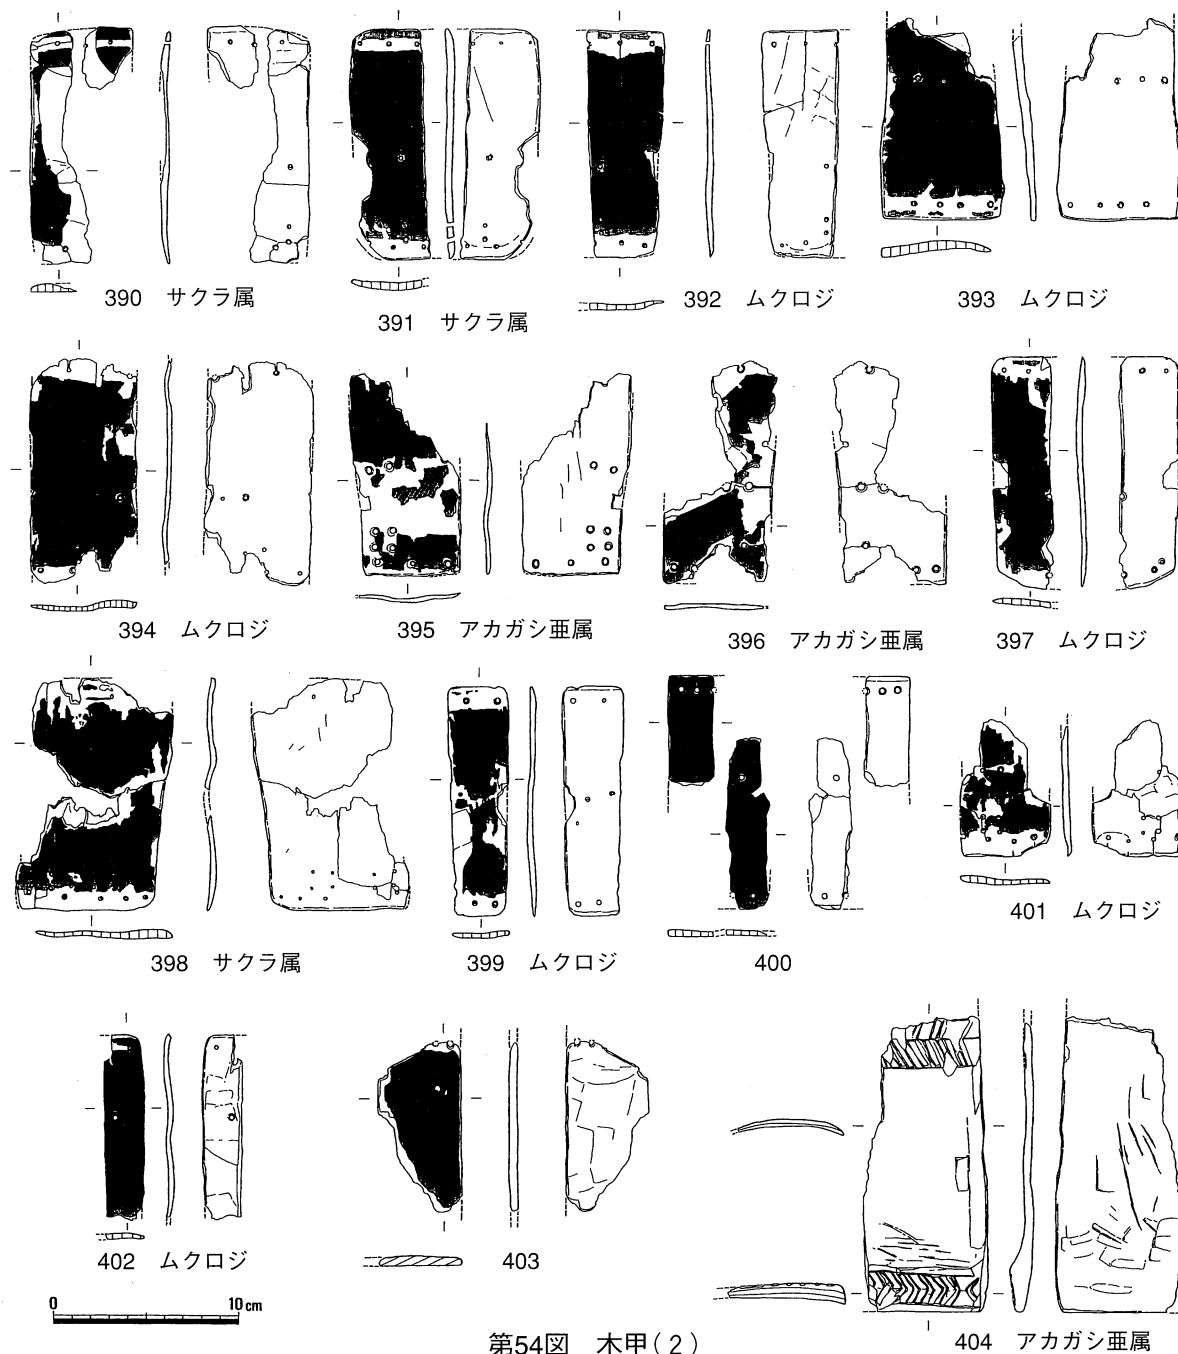 390 サクラ属
391 サクラ属
392 ムクロジ
393 ムクロジ
394 ムクロジ
395 アカガシ亜属
396 アカガシ亜属
397 ムクロジ
398 サクラ属
399 ムクロジ
400
401 ムクロジ
402 ムクロジ
403
404 アカガシ亜属
0 10cm
第54図 木甲(2)